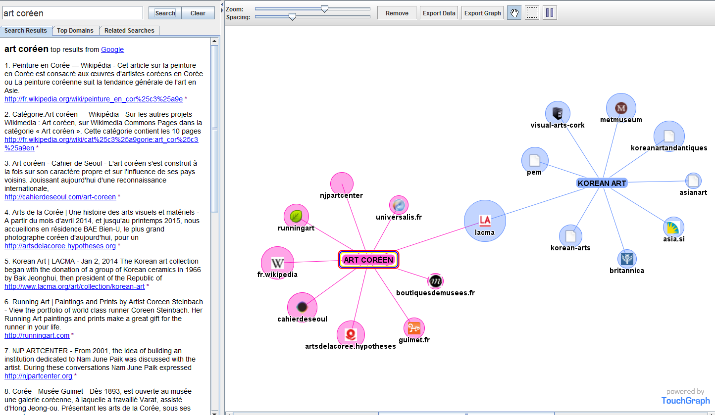 art coréen
Search
Clear
Zoom:
Spacing:
Remove
Export Data
Export Graph
Search Results
Top Domains
Related Searches
art coréen top results from Google
1. Peinture en Corée — Wikipédia - Cet article sur la peinture
en Corée est consacré aux œuvres d'artistes coréens en Corée
ou La peinture coréenne suit la tendance générale de l'art en
Asie.
http://fr.wikipedia.org/wiki/peinture_en_cor%25c3%25a9e *
2. Catégorie:Art coréen — Wikipédia - Sur les autres projets
Wikimedia : Art coréen, sur Wikimedia Commons Pages dans la
catégorie « Art coréen ». Cette catégorie contient les 10 pages
http://fr.wikipedia.org/wiki/cat%25c3%25a9gorie:art_cor%25c3
%25a9en *
3. Art coréen - Cahier de Seoul - L'art coréen s'est construit à
la fois sur son caractère propre et sur l'influence de ses pays
voisins. Jouissant aujourd'hui d'une reconnaissance
internationale,
http://cahierdeseoul.com/art-coreen *
4. Arts de la Corée | Une histoire des arts visuels et matériels -
A partir du mois d'avril 2014, et jusqu'au printemps 2015, nous
accueillons en résidence BAE Bien-U, le plus grand
photographe coréen d'aujourd'hui, pour un
http://artsdelacoree.hypotheses.org *
5. Korean Art | LACMA - Jan 2, 2014 The Korean art collection
began with the donation of a group of Korean ceramics in 1966
by Bak Jeonghui, then president of the Republic of
http://www.lacma.org/art/collection/korean-art *
6. Running Art | Paintings and Prints by Artist Coreen Steinbach
- View the portfolio of world class runner Coreen Steinbach. Her
Running Art paintings and prints make a great gift for the
runner in your life.
http://runningart.com *
7. NJP ARTCENTER - From 2001, the idea of building an
institution dedicated to Nam June Paik was discussed with the
artist. During these conversations Nam June Paik expressed
http://njpartcenter.org *
8. Corée - Musée Guimet - Dès 1893, est ouverte au musée
une galerie coréenne, à laquelle a travaillé Varat, assisté
d'Hong Jeong-ou. Présentant les arts de la Corée, sous ses
visual-arts-cork
metmuseum
koreanartandantiques
pem
KOREAN ART
asianart
njpartcenter
universalis.fr
runningart
lacma
asia.si
korean-arts
ART CORÉEN
britannica
fr.wikipedia
boutiquesdemusees.fr
cahierdeseoul
artsdelacoree.hypotheses
guimet.fr
powered by
TouchGraph